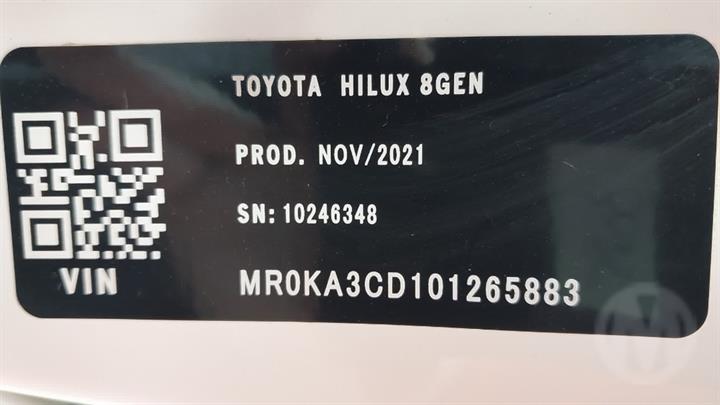 TOYOTA HILUX 8GEN
PROD. NOV/2021
SN: 10246348
VIN MR0KA3CD101265883
M